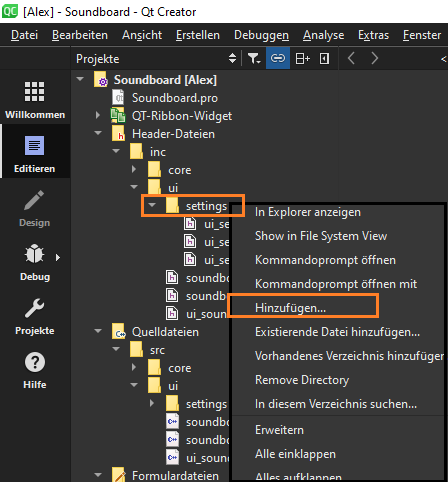 [Alex] - Soundboard - Qt Creator
Datei Bearbeiten Ansicht Erstellen Debuggen Analyse Extras Fenster
Projekte
Willkommen
Editieren
Design
Debug
Projekte
Hilfe
Soundboard [Alex]
Soundboard.pro
QT-Ribbon-Widget
Header-Dateien
inc
core
ui
settings
ui_se
ui_se
ui_se
soundbo
soundbo
ui_soun
Quelldateien
src
core
ui
settings
soundbo
soundbo
ui_soun
Formulardateien
In Explorer anzeigen
Show in File System View
Kommandoprompt öffnen
Kommandoprompt öffnen mit
Hinzufügen...
Existierende Datei hinzufügen...
Vorhandenes Verzeichnis hinzufüger
Remove Directory
In diesem Verzeichnis suchen...
Erweitern
Alle einklappen
Alles aufklappen